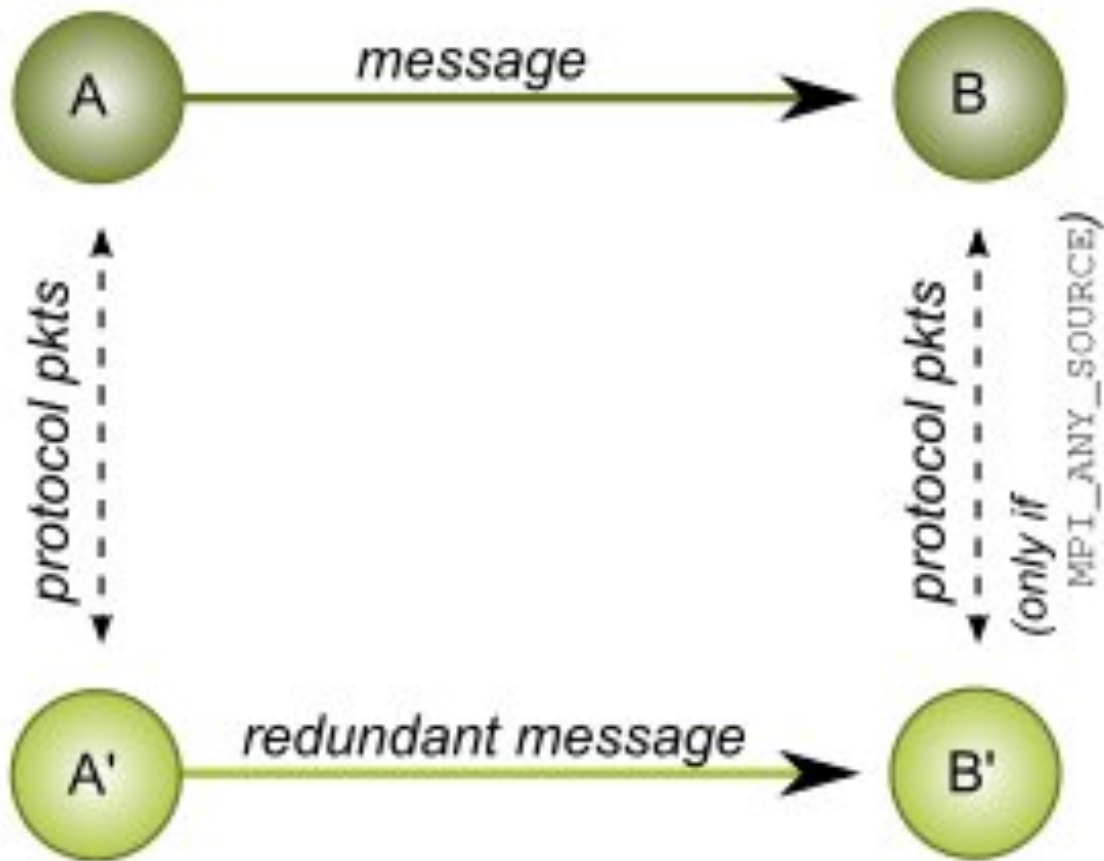 A
message
B
protocol pkts
protocol pkts
(only if
MPI_ANY_SOURCE)
A'
redundant message
B'